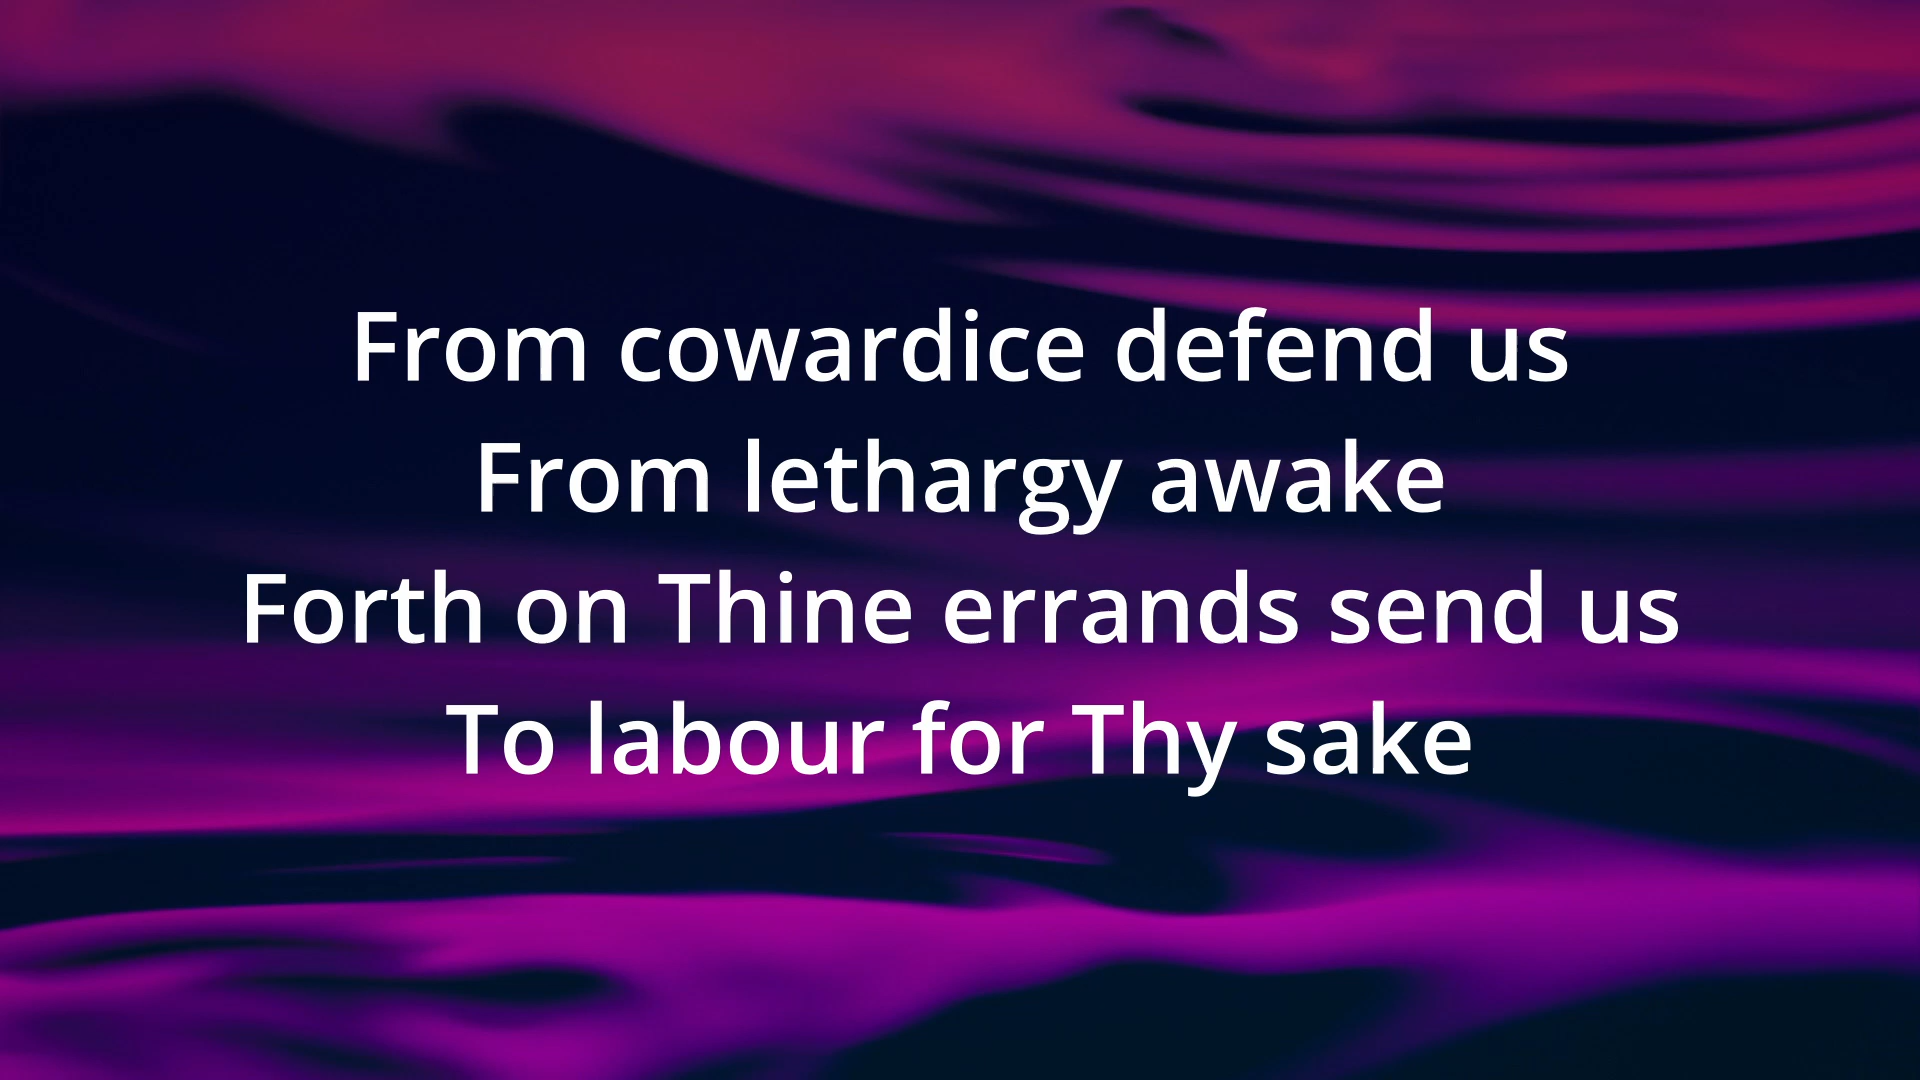 From cowardice defend us
From lethargy awake
Forth on Thine errands send us
To labour for Thy sake